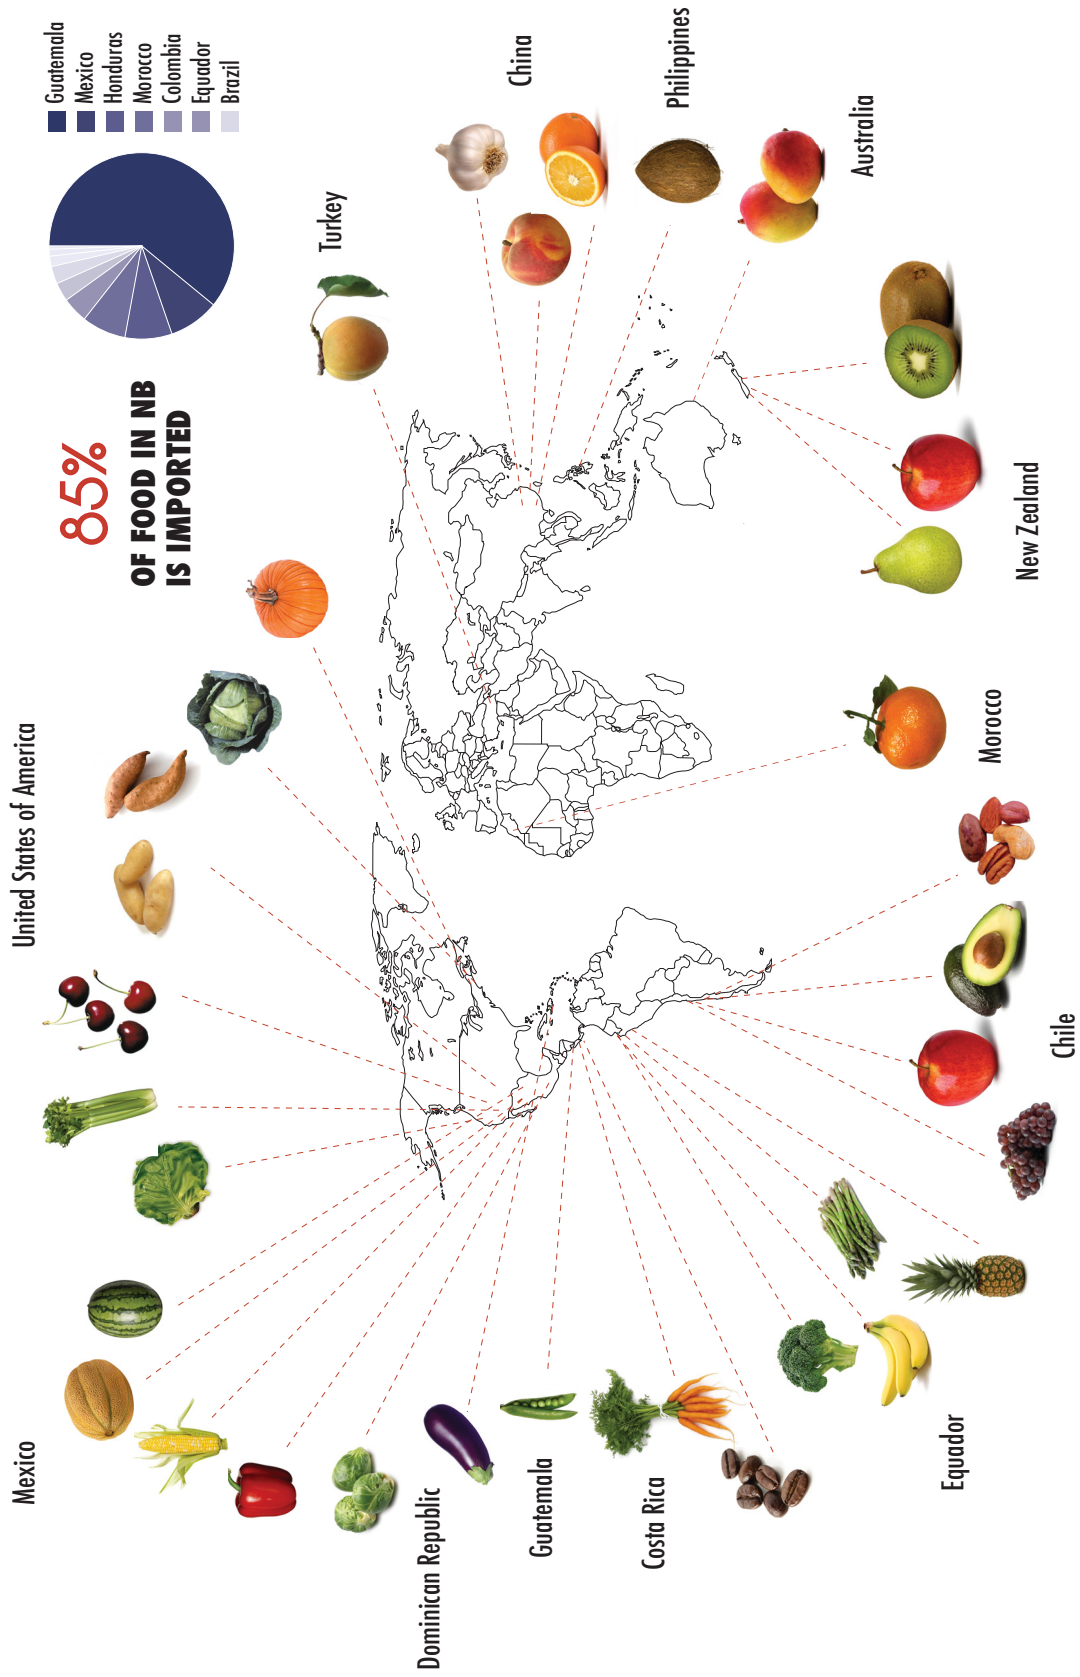 85%
OF FOOD IN NB
IS IMPORTED
Guatemala
Mexico
Honduras
Morocco
Colombia
Equador
Brazil
Mexico
United States of America
Turkey
China
Philippines
Australia
New Zealand
Morocco
Chile
Equador
Costa Rica
Guatemala
Dominican Republic